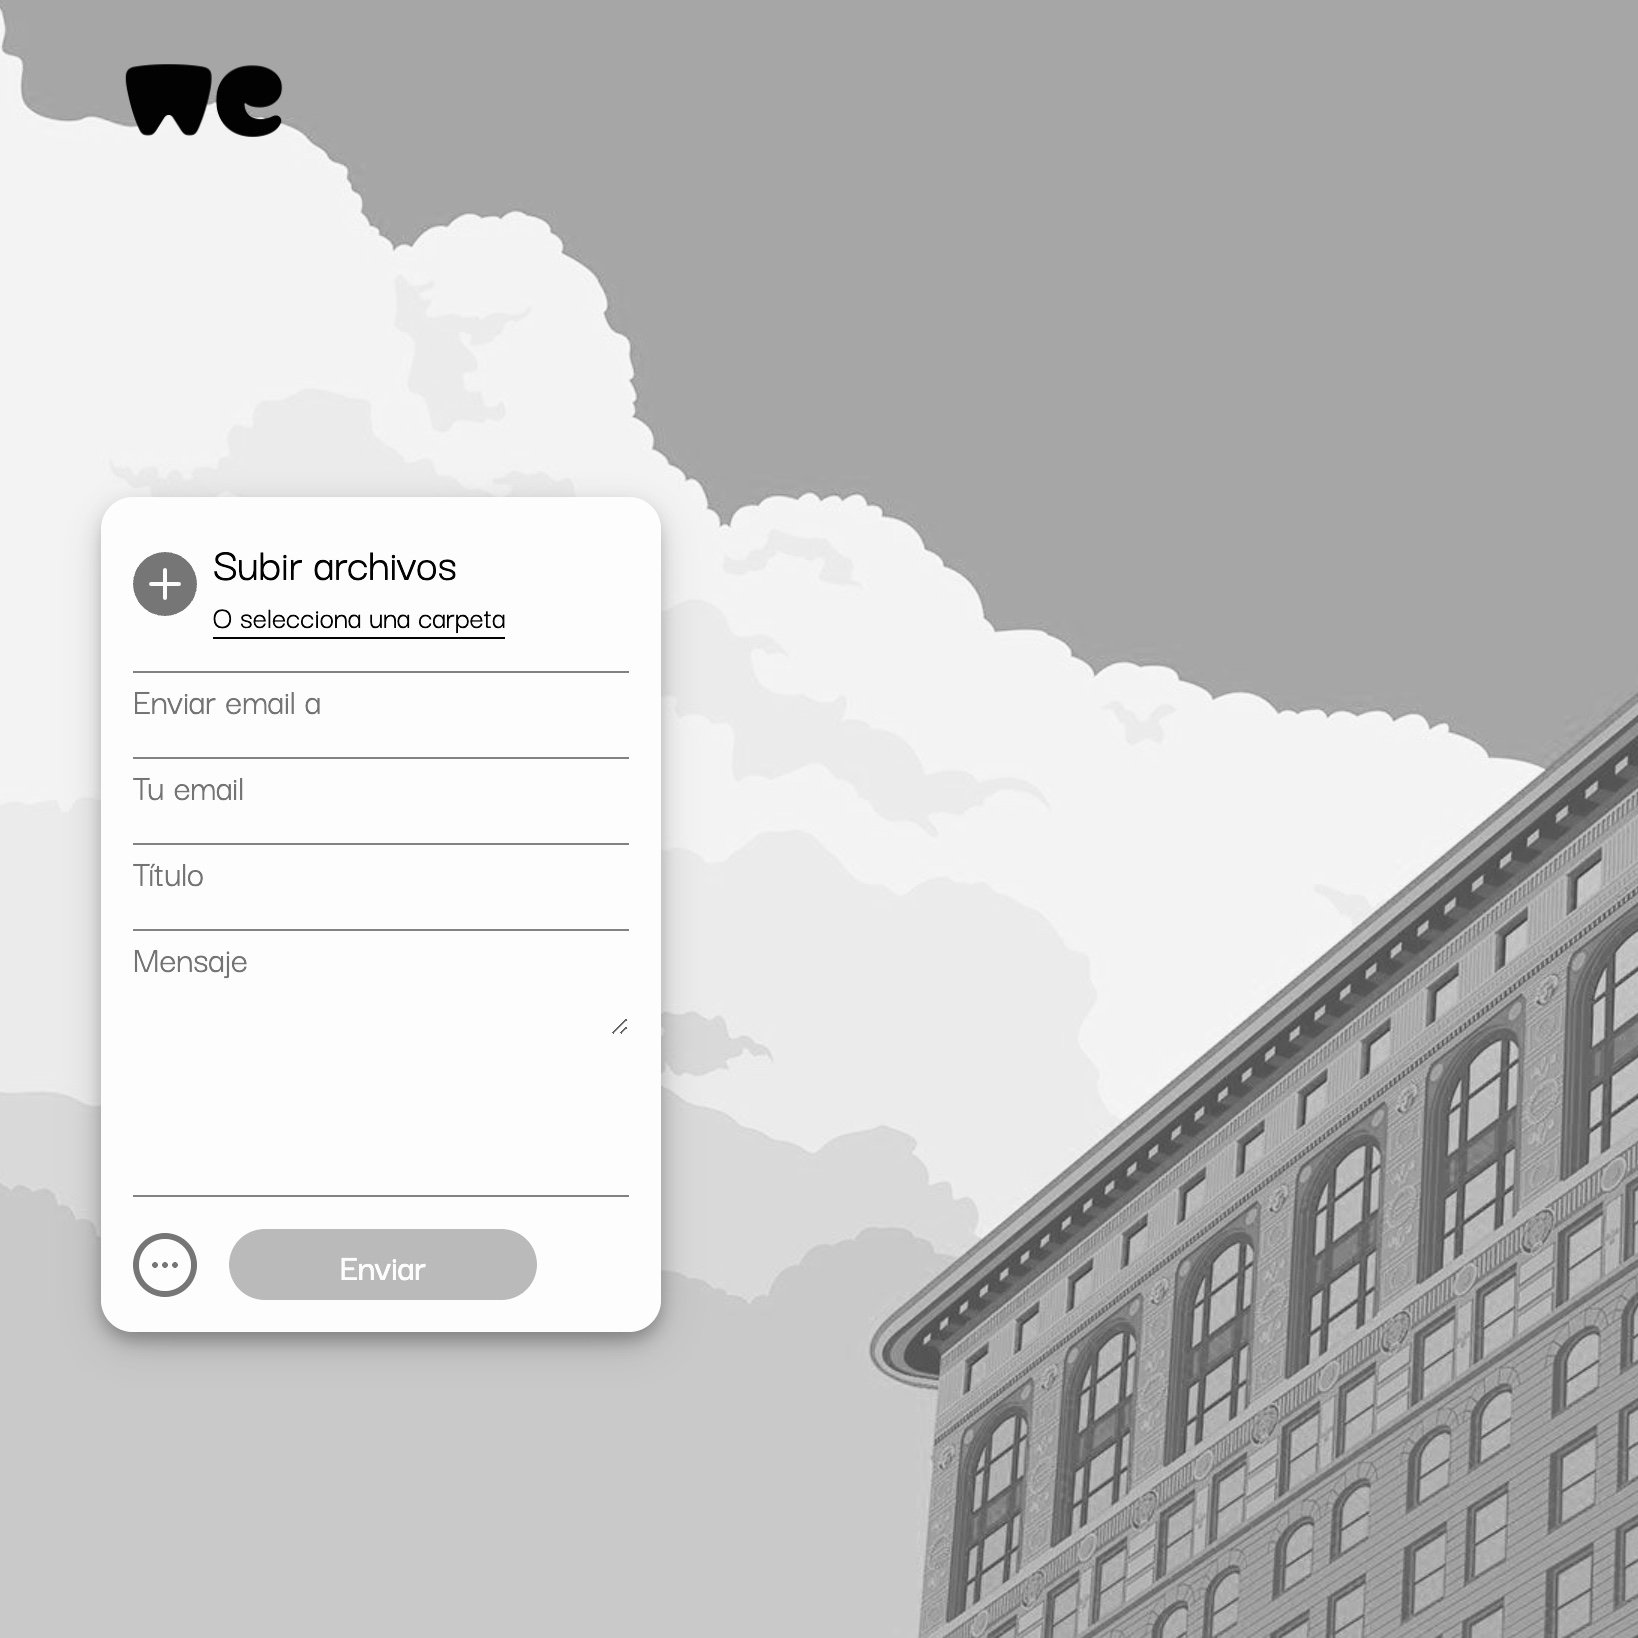 we
Subir archivos
O selecciona una carpeta
Enviar email a
Tu email
Título
Mensaje
Enviar